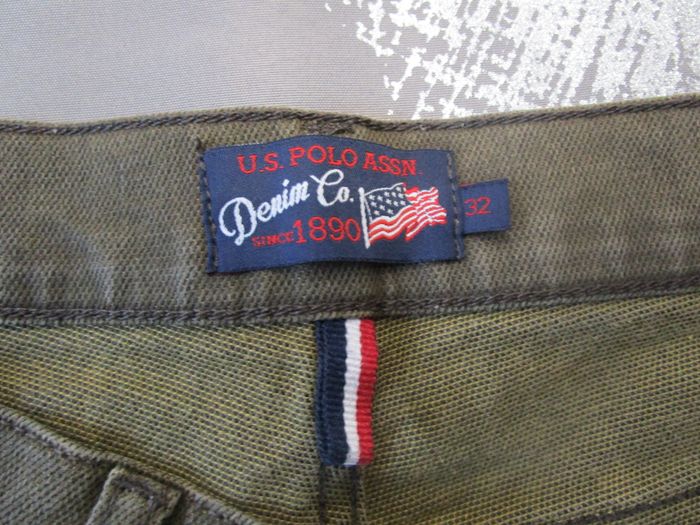 U.S. POLO ASSN.
Denim Co.
SINCE 1890
32